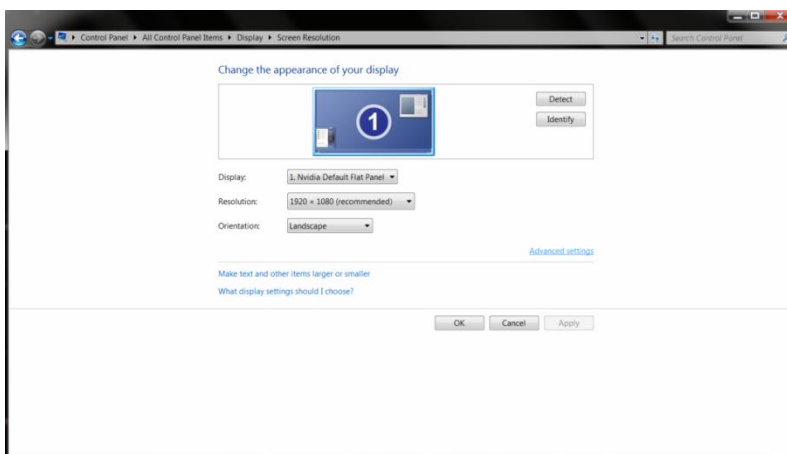 Control Panel ▸ All Control Panel Items ▸ Display ▸ Screen Resolution
Search Control Panel
Change the appearance of your display
1
Detect
Identify
Display: 1. Nvidia Default Flat Panel
Resolution: 1920 × 1080 (recommended)
Orientation: Landscape
Advanced settings
Make text and other items larger or smaller
What display settings should I choose?
OK Cancel Apply